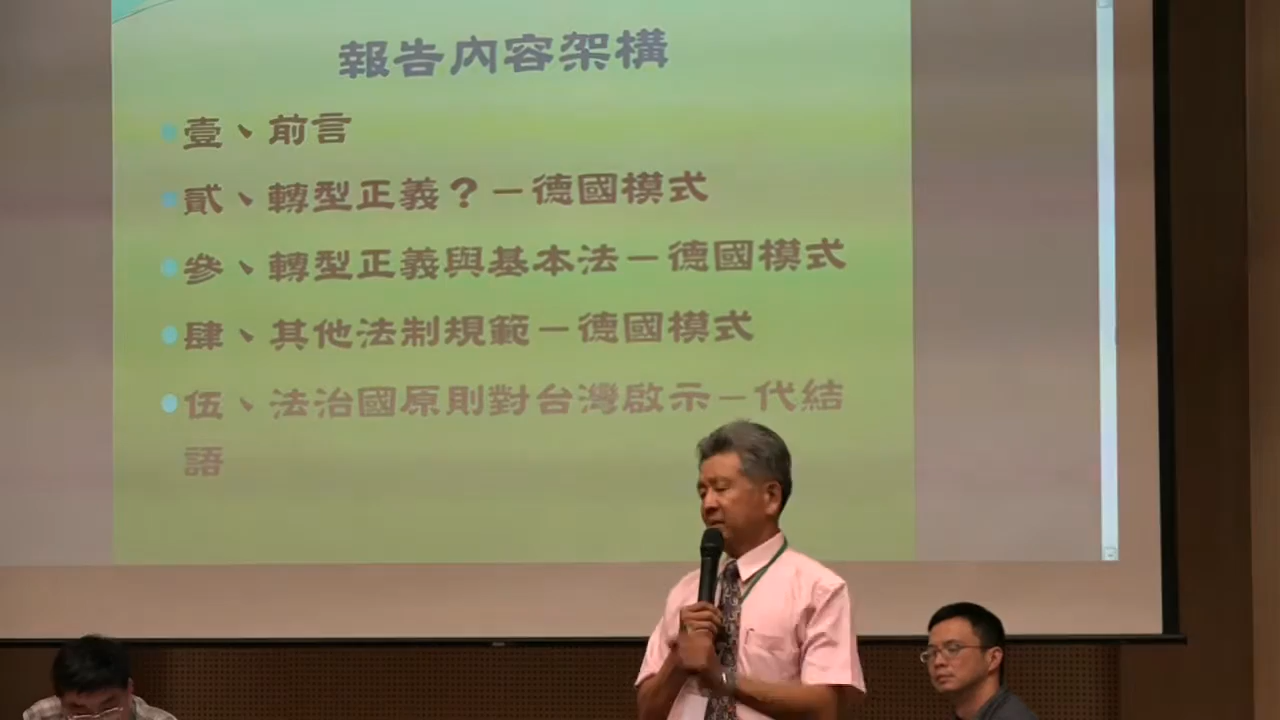 報告內容架構
壹、前言
貳、轉型正義？－德國模式
參、轉型正義與基本法－德國模式
肆、其他法制規範－德國模式
伍、法治國原則對台灣啟示－代結
語